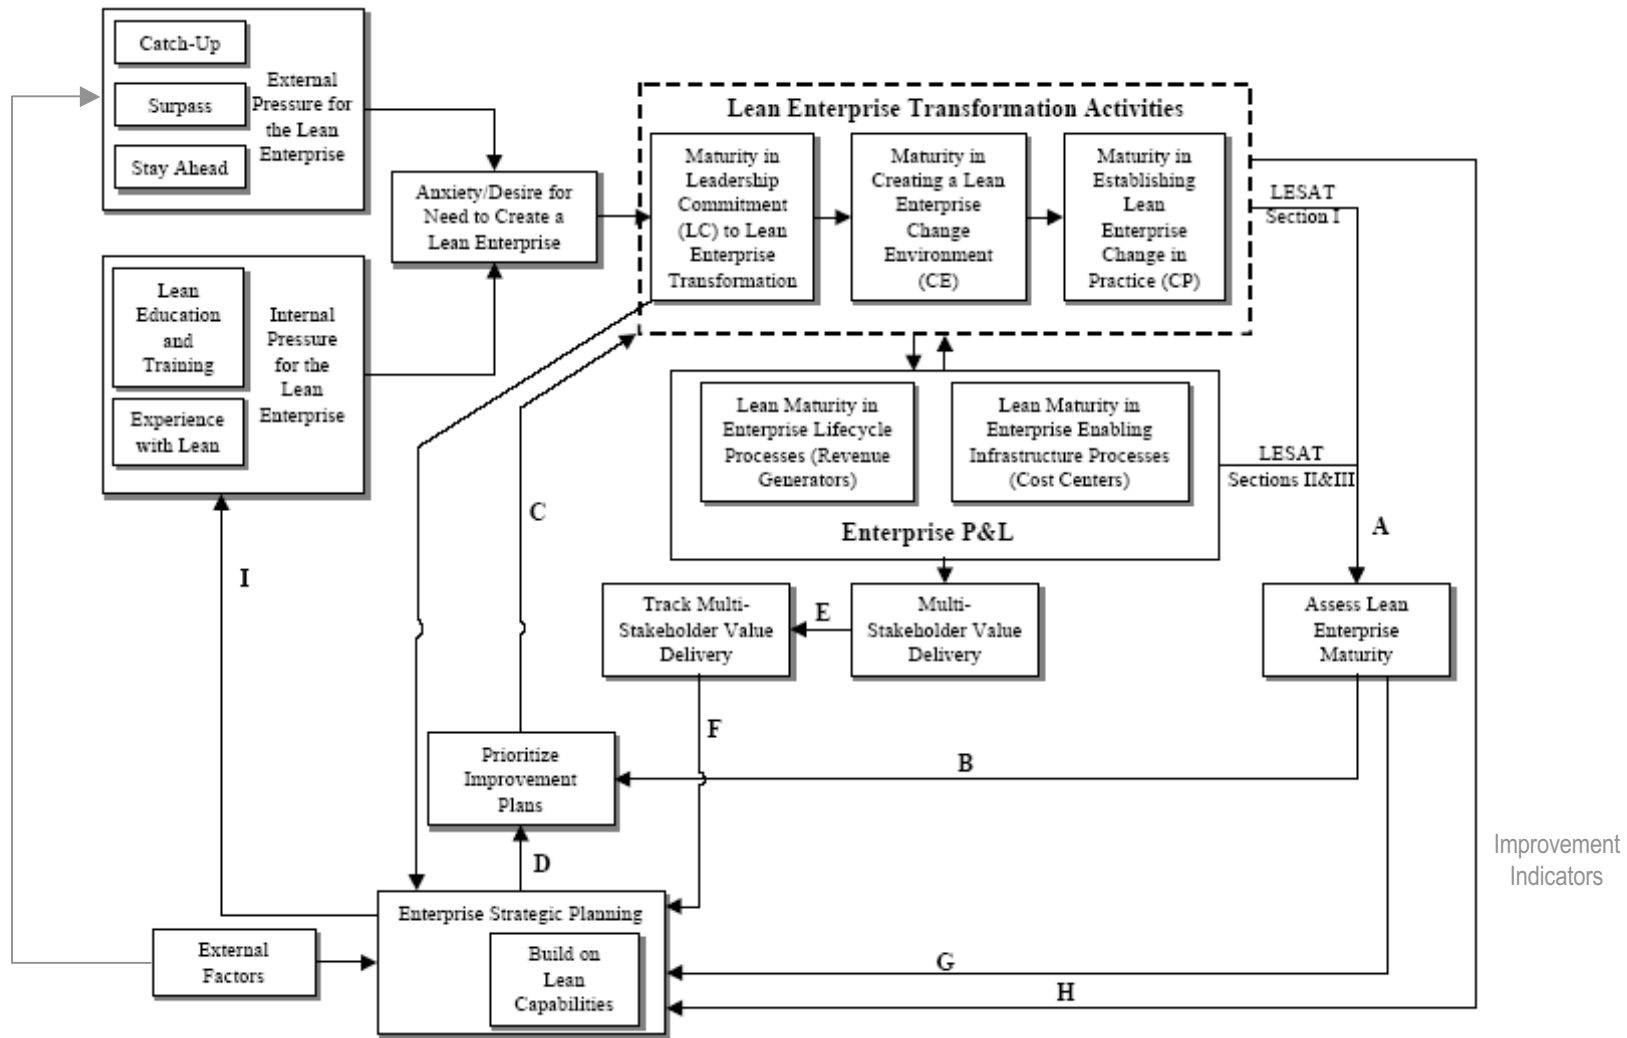 Catch-Up
Surpass
Stay Ahead
External
Pressure for
the Lean
Enterprise
Lean
Education
and
Training
Experience
with Lean
Internal
Pressure
for the
Lean
Enterprise
Anxiety/Desire for
Need to Create a
Lean Enterprise
Lean Enterprise Transformation Activities
Maturity in
Leadership
Commitment
(LC) to Lean
Enterprise
Transformation
Maturity in
Creating a Lean
Enterprise
Change
Environment
(CE)
Maturity in
Establishing
Lean
Enterprise
Change in
Practice (CP)
LESAT
Section I
Lean Maturity in
Enterprise Lifecycle
Processes (Revenue
Generators)
Lean Maturity in
Enterprise Enabling
Infrastructure Processes
(Cost Centers)
Enterprise P&L
LESAT
Sections II&III
A
C
I
Track Multi-
Stakeholder Value
Delivery
E
Multi-
Stakeholder Value
Delivery
Assess Lean
Enterprise
Maturity
F
B
Prioritize
Improvement
Plans
D
Improvement
Indicators
Enterprise Strategic Planning
Build on
Lean
Capabilities
External
Factors
G
H